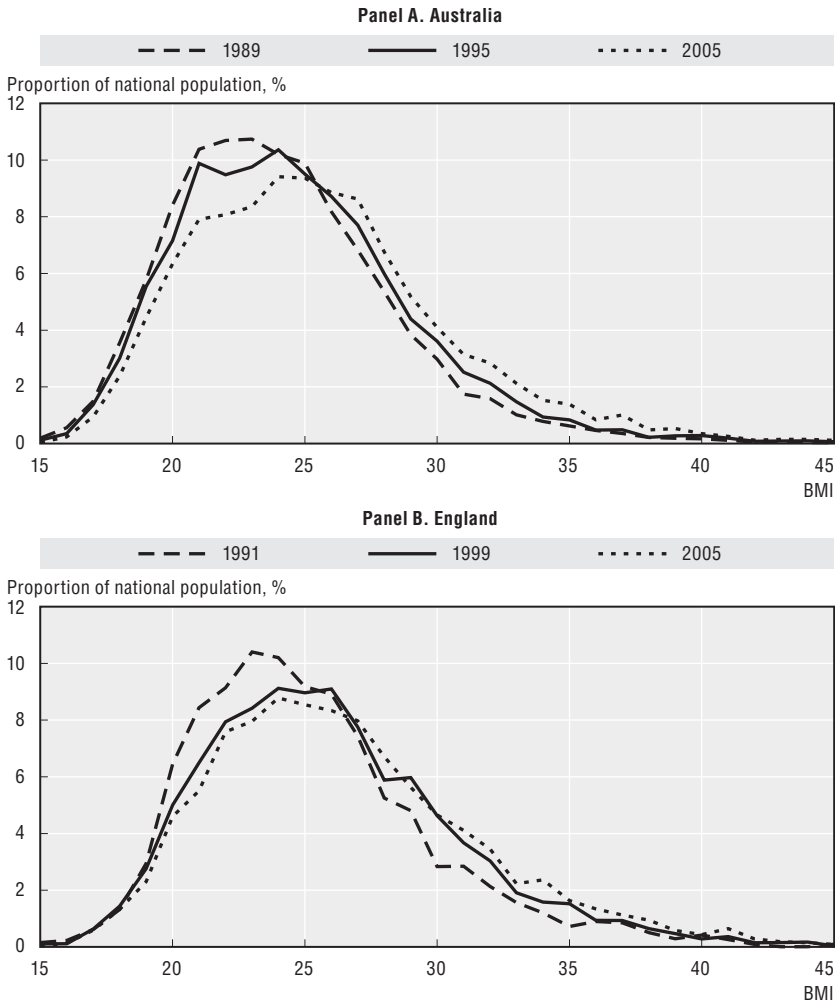 Panel A. Australia
1989 1995 2005
Proportion of national population, %
12
10
8
6
4
2
0
15 20 25 30 35 40 45
BMI
Panel B. England
1991 1999 2005
Proportion of national population, %
12
10
8
6
4
2
0
15 20 25 30 35 40 45
BMI